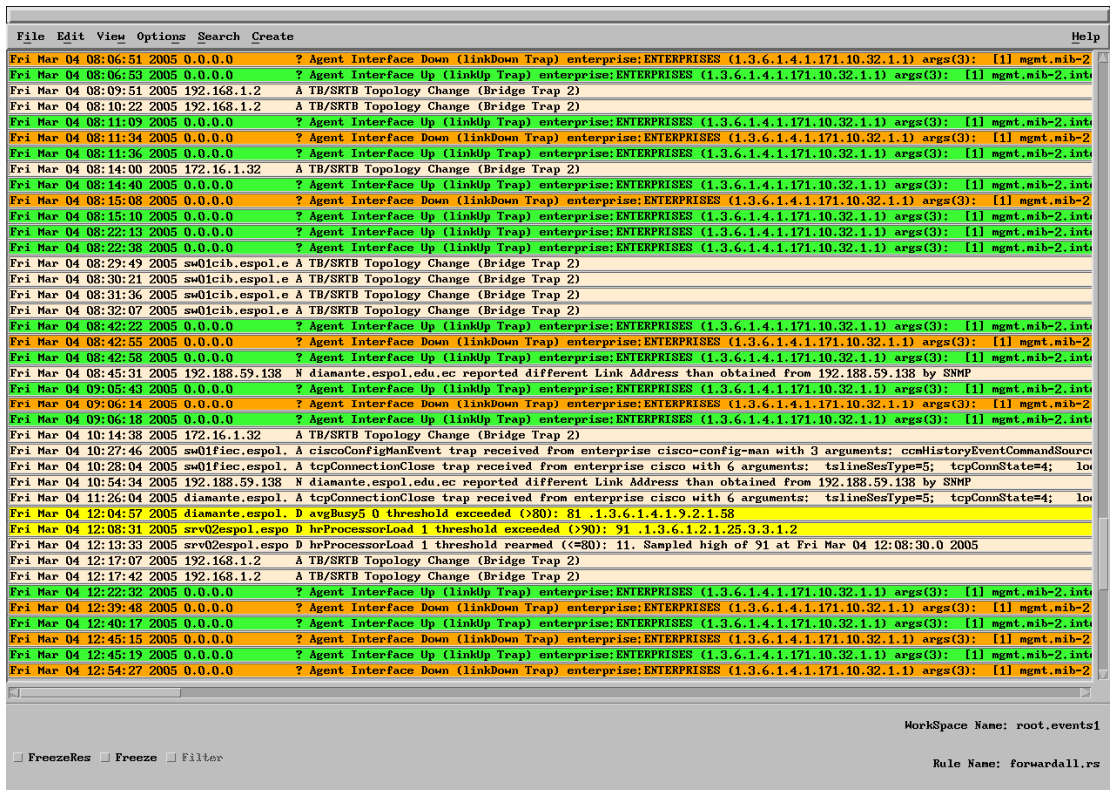 File Edit View Options Search Create Help
Fri Mar 04 08:06:51 2005 0.0.0.0 ? Agent Interface Down (linkDown Trap) enterprise:ENTERPRISES (1.3.6.1.4.1.171.10.32.1.1) args(3): [1] mgmt.mib-2
Fri Mar 04 08:06:53 2005 0.0.0.0 ? Agent Interface Up (linkUp Trap) enterprise:ENTERPRISES (1.3.6.1.4.1.171.10.32.1.1) args(3): [1] mgmt.mib-2.inte
Fri Mar 04 08:09:51 2005 192.168.1.2 A TB/SRTB Topology Change (Bridge Trap 2)
Fri Mar 04 08:10:22 2005 192.168.1.2 A TB/SRTB Topology Change (Bridge Trap 2)
Fri Mar 04 08:11:09 2005 0.0.0.0 ? Agent Interface Up (linkUp Trap) enterprise:ENTERPRISES (1.3.6.1.4.1.171.10.32.1.1) args(3): [1] mgmt.mib-2.inte
Fri Mar 04 08:11:34 2005 0.0.0.0 ? Agent Interface Down (linkDown Trap) enterprise:ENTERPRISES (1.3.6.1.4.1.171.10.32.1.1) args(3): [1] mgmt.mib-2
Fri Mar 04 08:11:36 2005 0.0.0.0 ? Agent Interface Up (linkUp Trap) enterprise:ENTERPRISES (1.3.6.1.4.1.171.10.32.1.1) args(3): [1] mgmt.mib-2.inte
Fri Mar 04 08:14:00 2005 172.16.1.32 A TB/SRTB Topology Change (Bridge Trap 2)
Fri Mar 04 08:14:40 2005 0.0.0.0 ? Agent Interface Up (linkUp Trap) enterprise:ENTERPRISES (1.3.6.1.4.1.171.10.32.1.1) args(3): [1] mgmt.mib-2.inte
Fri Mar 04 08:15:08 2005 0.0.0.0 ? Agent Interface Down (linkDown Trap) enterprise:ENTERPRISES (1.3.6.1.4.1.171.10.32.1.1) args(3): [1] mgmt.mib-2
Fri Mar 04 08:15:10 2005 0.0.0.0 ? Agent Interface Up (linkUp Trap) enterprise:ENTERPRISES (1.3.6.1.4.1.171.10.32.1.1) args(3): [1] mgmt.mib-2.inte
Fri Mar 04 08:22:13 2005 0.0.0.0 ? Agent Interface Up (linkUp Trap) enterprise:ENTERPRISES (1.3.6.1.4.1.171.10.32.1.1) args(3): [1] mgmt.mib-2.inte
Fri Mar 04 08:22:38 2005 0.0.0.0 ? Agent Interface Up (linkUp Trap) enterprise:ENTERPRISES (1.3.6.1.4.1.171.10.32.1.1) args(3): [1] mgmt.mib-2.inte
Fri Mar 04 08:29:49 2005 sw01cib.espol.e A TB/SRTB Topology Change (Bridge Trap 2)
Fri Mar 04 08:30:21 2005 sw01cib.espol.e A TB/SRTB Topology Change (Bridge Trap 2)
Fri Mar 04 08:31:36 2005 sw01cib.espol.e A TB/SRTB Topology Change (Bridge Trap 2)
Fri Mar 04 08:32:07 2005 sw01cib.espol.e A TB/SRTB Topology Change (Bridge Trap 2)
Fri Mar 04 08:42:22 2005 0.0.0.0 ? Agent Interface Up (linkUp Trap) enterprise:ENTERPRISES (1.3.6.1.4.1.171.10.32.1.1) args(3): [1] mgmt.mib-2.inte
Fri Mar 04 08:42:55 2005 0.0.0.0 ? Agent Interface Down (linkDown Trap) enterprise:ENTERPRISES (1.3.6.1.4.1.171.10.32.1.1) args(3): [1] mgmt.mib-2
Fri Mar 04 08:42:58 2005 0.0.0.0 ? Agent Interface Up (linkUp Trap) enterprise:ENTERPRISES (1.3.6.1.4.1.171.10.32.1.1) args(3): [1] mgmt.mib-2.inte
Fri Mar 04 08:45:31 2005 192.188.59.138 N diamante.espol.edu.ec reported different Link Address than obtained from 192.188.59.138 by SNMP
Fri Mar 04 09:05:43 2005 0.0.0.0 ? Agent Interface Up (linkUp Trap) enterprise:ENTERPRISES (1.3.6.1.4.1.171.10.32.1.1) args(3): [1] mgmt.mib-2.inte
Fri Mar 04 09:06:14 2005 0.0.0.0 ? Agent Interface Down (linkDown Trap) enterprise:ENTERPRISES (1.3.6.1.4.1.171.10.32.1.1) args(3): [1] mgmt.mib-2
Fri Mar 04 09:06:18 2005 0.0.0.0 ? Agent Interface Up (linkUp Trap) enterprise:ENTERPRISES (1.3.6.1.4.1.171.10.32.1.1) args(3): [1] mgmt.mib-2.inte
Fri Mar 04 10:14:38 2005 172.16.1.32 A TB/SRTB Topology Change (Bridge Trap 2)
Fri Mar 04 10:27:46 2005 sw01fiec.espol. A ciscoConfigManEvent trap received from enterprise cisco-config-man with 3 arguments: ccmHistoryEventCommandSource
Fri Mar 04 10:28:04 2005 sw01fiec.espol. A tcpConnectionClose trap received from enterprise cisco with 6 arguments: tslineSesType=5; tcpConnState=4; loc
Fri Mar 04 10:54:34 2005 192.188.59.138 N diamante.espol.edu.ec reported different Link Address than obtained from 192.188.59.138 by SNMP
Fri Mar 04 11:26:04 2005 diamante.espol. A tcpConnectionClose trap received from enterprise cisco with 6 arguments: tslineSesType=5; tcpConnState=4; loc
Fri Mar 04 12:04:57 2005 diamante.espol. D avgBusy5 0 threshold exceeded (>80): 81 .1.3.6.1.4.1.9.2.1.58
Fri Mar 04 12:08:31 2005 srv02espol.espo D hrProcessorLoad 1 threshold exceeded (>90): 91 .1.3.6.1.2.1.25.3.3.1.2
Fri Mar 04 12:13:33 2005 srv02espol.espo D hrProcessorLoad 1 threshold rearmed (<=80): 11. Sampled high of 91 at Fri Mar 04 12:08:30.0 2005
Fri Mar 04 12:17:07 2005 192.168.1.2 A TB/SRTB Topology Change (Bridge Trap 2)
Fri Mar 04 12:17:42 2005 192.168.1.2 A TB/SRTB Topology Change (Bridge Trap 2)
Fri Mar 04 12:22:32 2005 0.0.0.0 ? Agent Interface Up (linkUp Trap) enterprise:ENTERPRISES (1.3.6.1.4.1.171.10.32.1.1) args(3): [1] mgmt.mib-2.inte
Fri Mar 04 12:39:48 2005 0.0.0.0 ? Agent Interface Down (linkDown Trap) enterprise:ENTERPRISES (1.3.6.1.4.1.171.10.32.1.1) args(3): [1] mgmt.mib-2
Fri Mar 04 12:40:17 2005 0.0.0.0 ? Agent Interface Up (linkUp Trap) enterprise:ENTERPRISES (1.3.6.1.4.1.171.10.32.1.1) args(3): [1] mgmt.mib-2.inte
Fri Mar 04 12:45:15 2005 0.0.0.0 ? Agent Interface Down (linkDown Trap) enterprise:ENTERPRISES (1.3.6.1.4.1.171.10.32.1.1) args(3): [1] mgmt.mib-2
Fri Mar 04 12:45:19 2005 0.0.0.0 ? Agent Interface Up (linkUp Trap) enterprise:ENTERPRISES (1.3.6.1.4.1.171.10.32.1.1) args(3): [1] mgmt.mib-2.inte
Fri Mar 04 12:54:27 2005 0.0.0.0 ? Agent Interface Down (linkDown Trap) enterprise:ENTERPRISES (1.3.6.1.4.1.171.10.32.1.1) args(3): [1] mgmt.mib-2
WorkSpace Name: root.events1
FreezeRes Freeze Filter
Rule Name: forwardall.rs